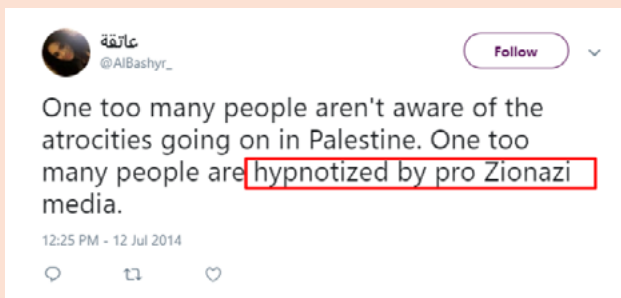 عاتقة
@AlBashyr_
Follow
One too many people aren't aware of the
atrocities going on in Palestine. One too
many people are hypnotized by pro Zionazi
media.
12:25 PM - 12 Jul 2014